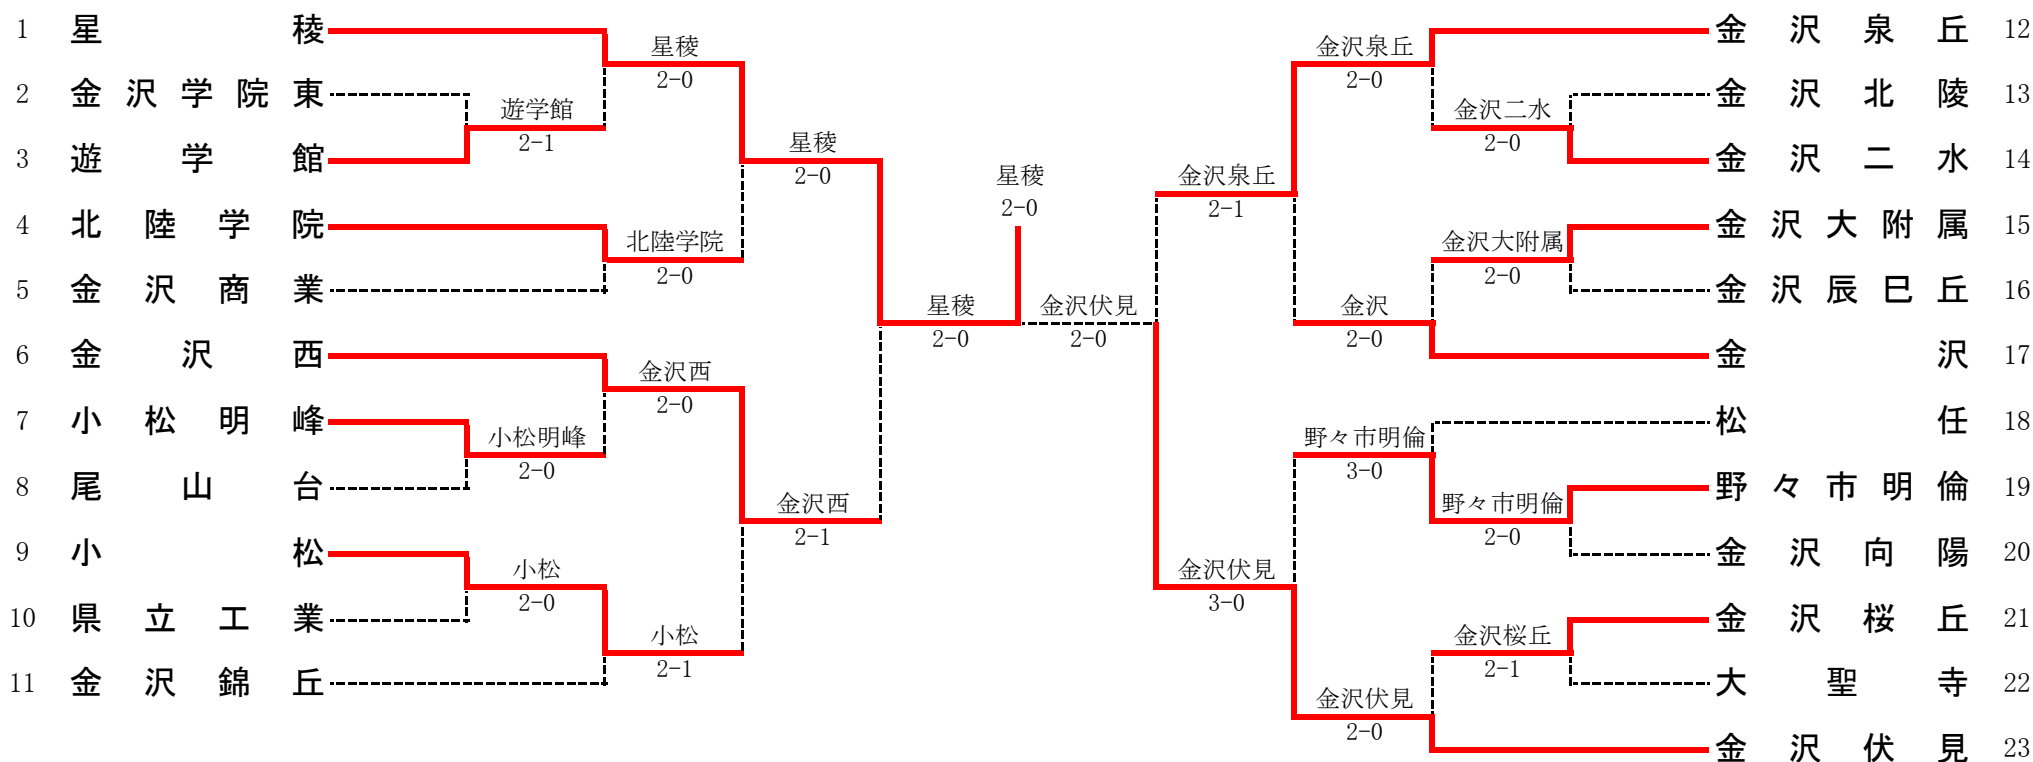 1 星稜
2 金沢学院東
3 遊学館
4 北陸学院
5 金沢商業
6 金沢西
7 小松明峰
8 尾山台
9 小松
10 県立工業
11 金沢錦丘
遊学館
2-1
小松明峰
2-0
小松
2-0
星稜
2-0
北陸学院
2-0
金沢西
2-0
小松
2-1
星稜
2-0
金沢西
2-1
星稜
2-0
星稜
2-0
金沢伏見
2-0
金沢泉丘
2-1
金沢伏見
3-0
金沢泉丘
2-0
金沢
2-0
野々市明倫
3-0
金沢伏見
2-0
金沢二水
2-0
金沢大附属
2-0
野々市明倫
2-0
金沢桜丘
2-1
金沢泉丘 12
金沢北陵 13
金沢二水 14
金沢大附属 15
金沢辰巳丘 16
金沢 17
松任 18
野々市明倫 19
金沢向陽 20
金沢桜丘 21
大聖寺 22
金沢伏見 23